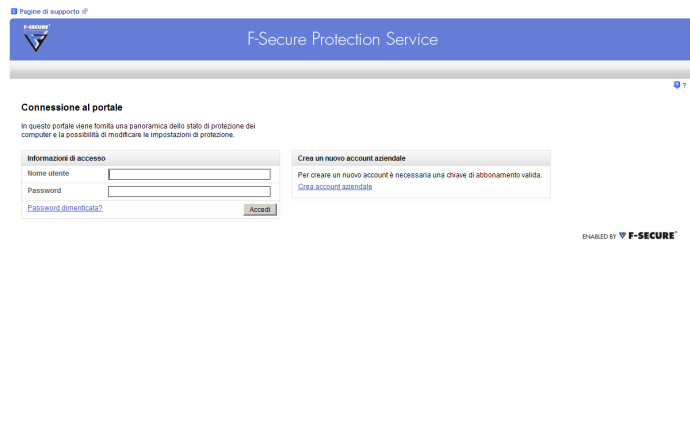 Pagine di supporto
F-SECURE
F-Secure Protection Service
?
Connessione al portale
In questo portale viene fornita una panoramica dello stato di protezione dei
computer e la possibilità di modificare le impostazioni di protezione.
Informazioni di accesso
Nome utente
Password
Password dimenticata?
Accedi
Crea un nuovo account aziendale
Per creare un nuovo account è necessaria una chiave di abbonamento valida.
Crea account aziendale
ENABLED BY F-SECURE